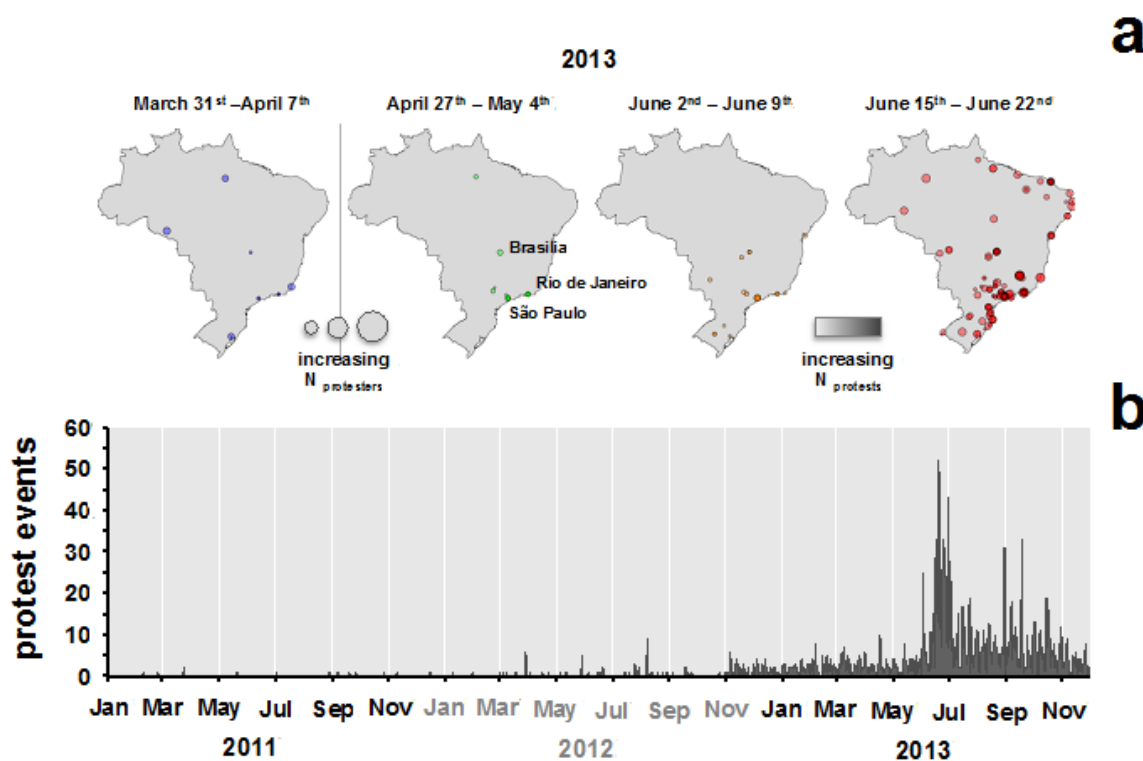 a
2013
March 31st –April 7th
April 27th – May 4th
June 2nd – June 9th
June 15th – June 22nd
Brasilia
Rio de Janeiro
São Paulo
increasing
N protesters
increasing
N protests
b
protest events
60
50
40
30
20
10
0
Jan Mar May Jul Sep Nov Jan Mar May Jul Sep Nov Jan Mar May Jul Sep Nov
2011 2012 2013